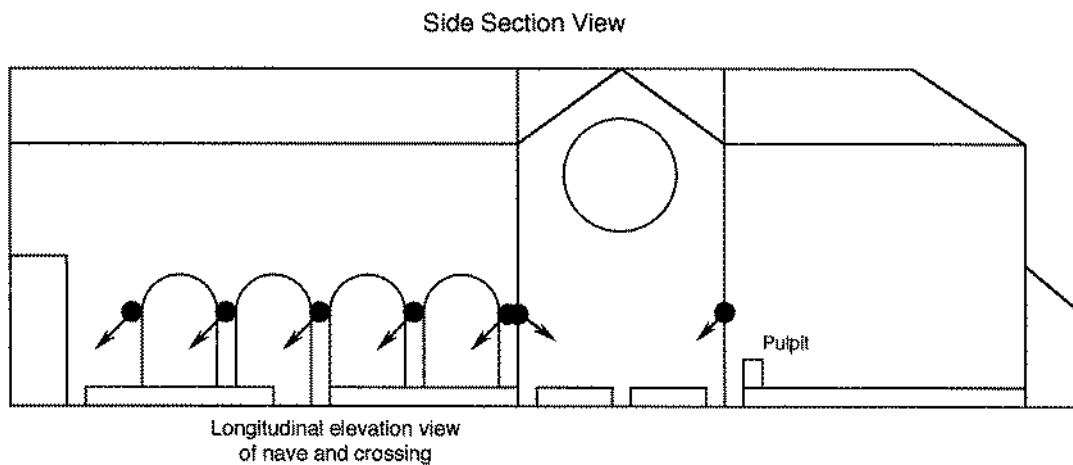 Side Section View
Pulpit
Longitudinal elevation view
of nave and crossing